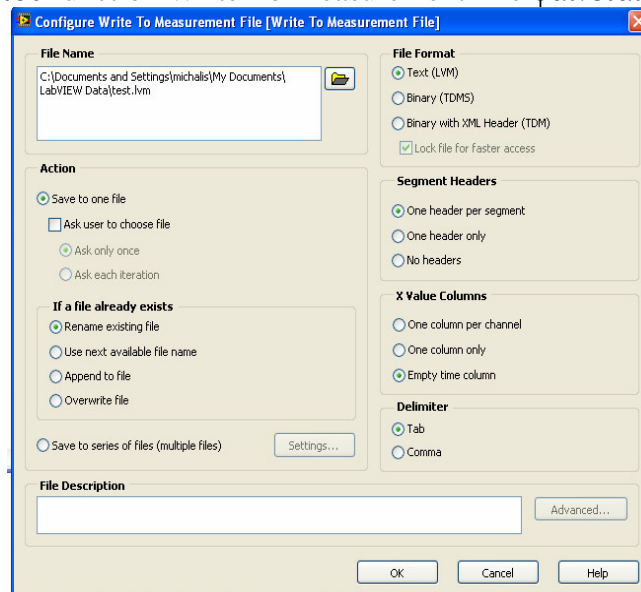 Configure Write To Measurement File [Write To Measurement File]
File Name
C:\Documents and Settings\michalis\My Documents\
LabVIEW Data\test.lvm
Action
Save to one file
Ask user to choose file
Ask only once
Ask each iteration
If a file already exists
Rename existing file
Use next available file name
Append to file
Overwrite file
Save to series of files (multiple files)
Settings...
File Format
Text (LVM)
Binary (TDMS)
Binary with XML Header (TDM)
Lock file for faster access
Segment Headers
One header per segment
One header only
No headers
X Value Columns
One column per channel
One column only
Empty time column
Delimiter
Tab
Comma
File Description
Advanced...
OK
Cancel
Help